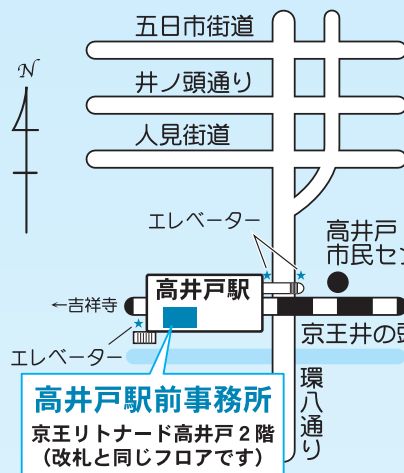 五日市街道
N
井ノ頭通り
人見街道
エレベーター
高井戸
市民セ
高井戸駅
←吉祥寺
京王井の頭
エレベーター
環八通り
高井戸駅前事務所
京王リトナード高井戸2階
(改札と同じフロアです)